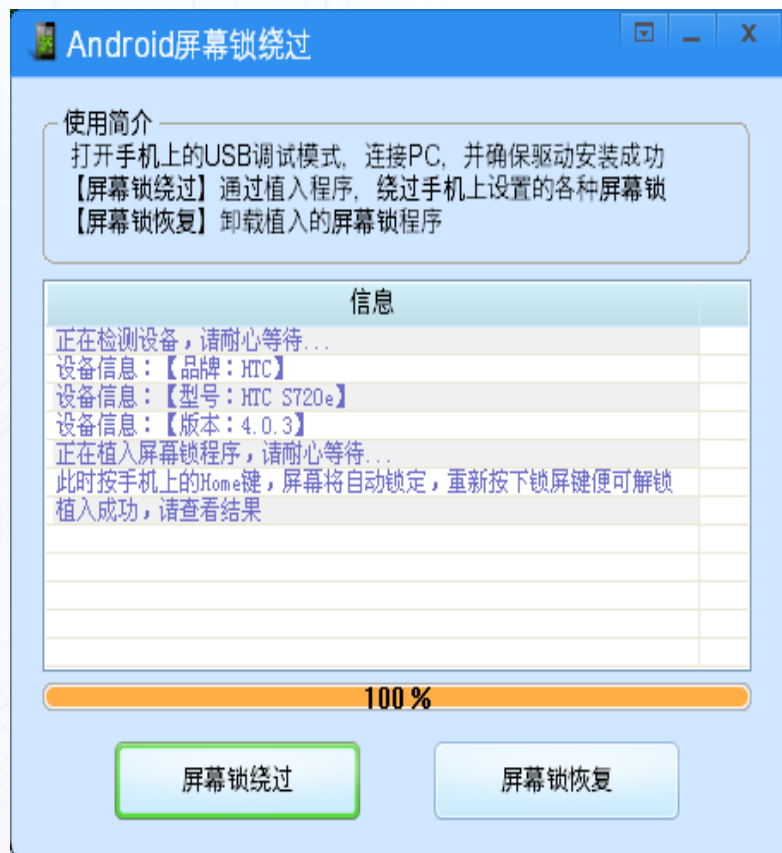 Android屏幕锁绕过
使用简介
打开手机上的USB调试模式, 连接PC, 并确保驱动安装成功
【屏幕锁绕过】通过植入程序, 绕过手机上设置的各种屏幕锁
【屏幕锁恢复】卸载植入的屏幕锁程序
信息
正在检测设备，请耐心等待...
设备信息：【品牌：HTC】
设备信息：【型号：HTC S720e】
设备信息：【版本：4.0.3】
正在植入屏幕锁程序，请耐心等待...
此时按手机上的Home键，屏幕将自动锁定，重新按下锁屏键便可解锁
植入成功，请查看结果
100 %
屏幕锁绕过
屏幕锁恢复